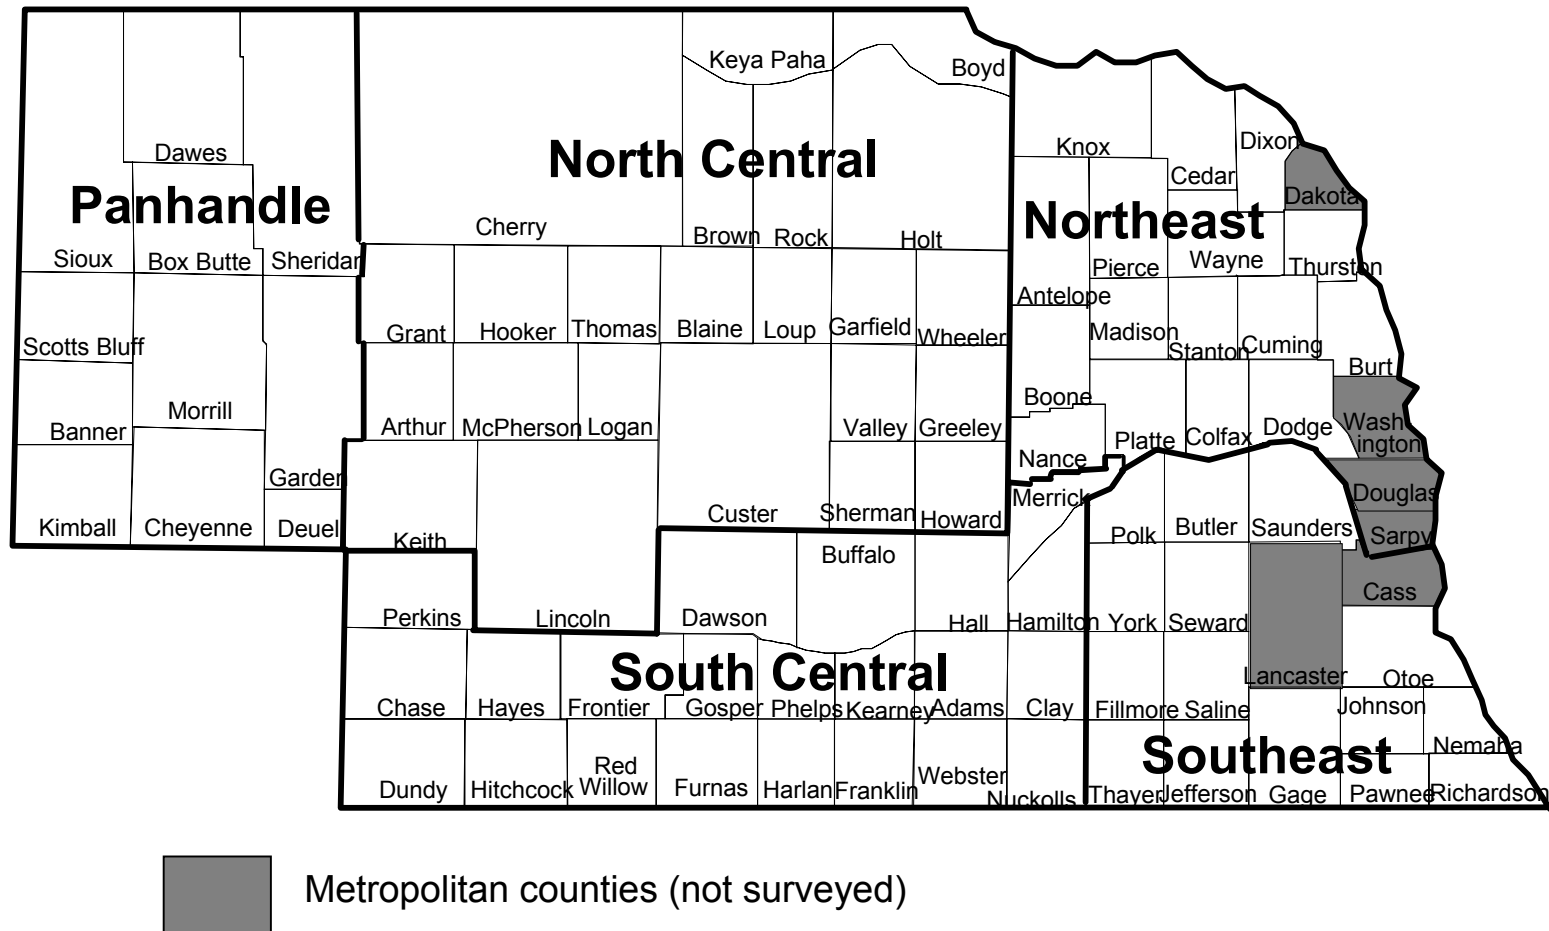 Keya Paha
Boyd
Dawes
North Central
Knox
Dixon
Cedar
Dakota
Panhandle
Northeast
Cherry
Brown
Rock
Holt
Sioux
Box Butte
Sheridan
Pierce
Wayne
Thurston
Antelope
Scotts Bluff
Grant
Hooker
Thomas
Blaine
Loup
Garfield
Wheeler
Madison
Stanton
Cuming
Burt
Morrill
Boone
Banner
Arthur
McPherson
Logan
Valley
Greeley
Platte
Colfax
Dodge
Wash-
ington
Nance
Garden
Merrick
Douglas
Kimball
Cheyenne
Deuel
Keith
Custer
Sherman
Howard
Polk
Butler
Saunders
Sarpy
Buffalo
Cass
Perkins
Lincoln
Dawson
Hall
Hamilton
York
Seward
South Central
Lancaster
Otoe
Chase
Hayes
Frontier
Gosper
Phelps
Kearney
Adams
Clay
Fillmore
Saline
Johnson
Southeast
Nemaha
Dundy
Hitchcock
Red
Willow
Furnas
Harlan
Franklin
Webster
Nuckolls
Thayer
Jefferson
Gage
Pawnee
Richardson
Metropolitan counties (not surveyed)